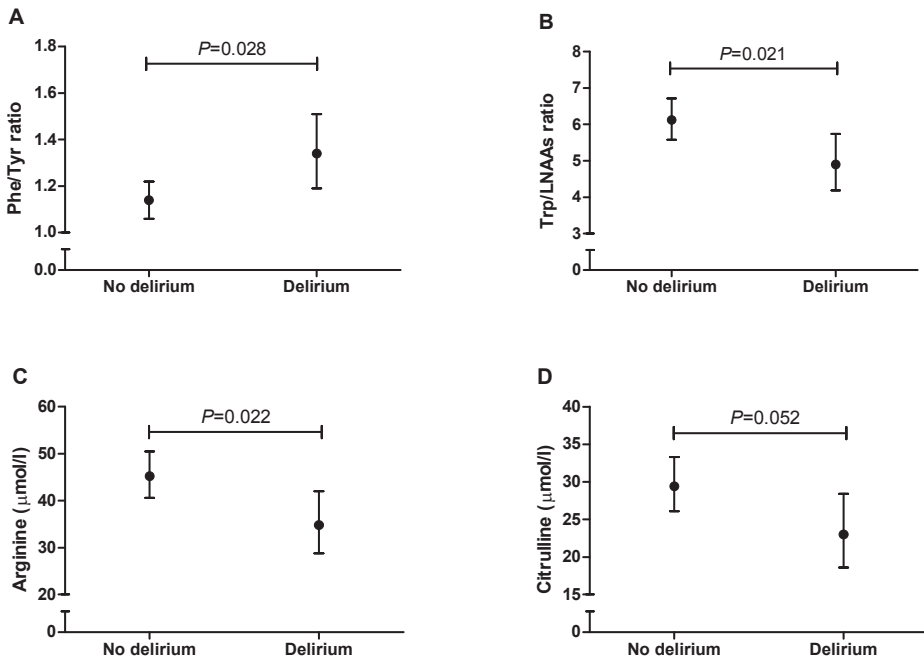 A
Phe/Tyr ratio
1.8
1.6
1.4
1.2
1.0
0.0
P=0.028
No delirium
Delirium
B
Trp/LNAAs ratio
8
7
6
5
4
3
0
P=0.021
No delirium
Delirium
C
Arginine (μmol/l)
60
50
40
30
20
0
P=0.022
No delirium
Delirium
D
Citrulline (μmol/l)
40
35
30
25
20
15
0
P=0.052
No delirium
Delirium